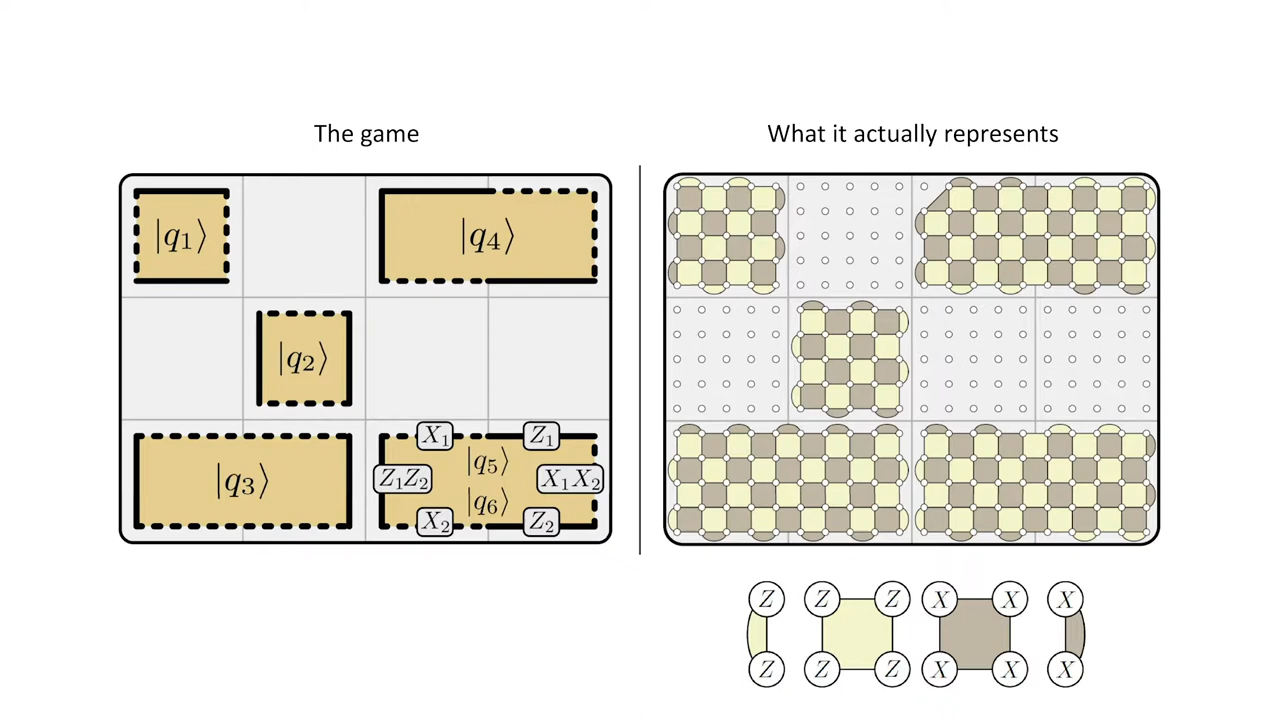 The game
What it actually represents
|q₁⟩
|q₄⟩
|q₂⟩
|q₃⟩
X₁
Z₁
|q₅⟩
Z₁Z₂
X₁X₂
|q₆⟩
X₂
Z₂
Z Z Z X X X
Z Z Z X X X